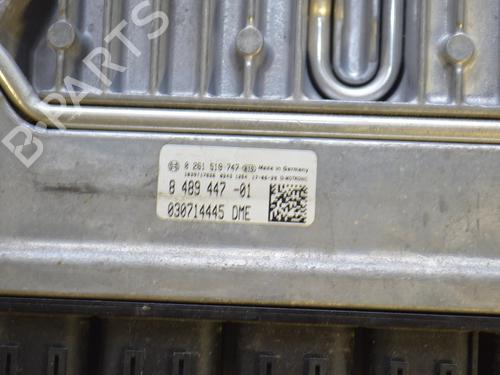 B PARTS
0 261 S19 747 Made in Germany
8 489 447 -01
030714445 DME